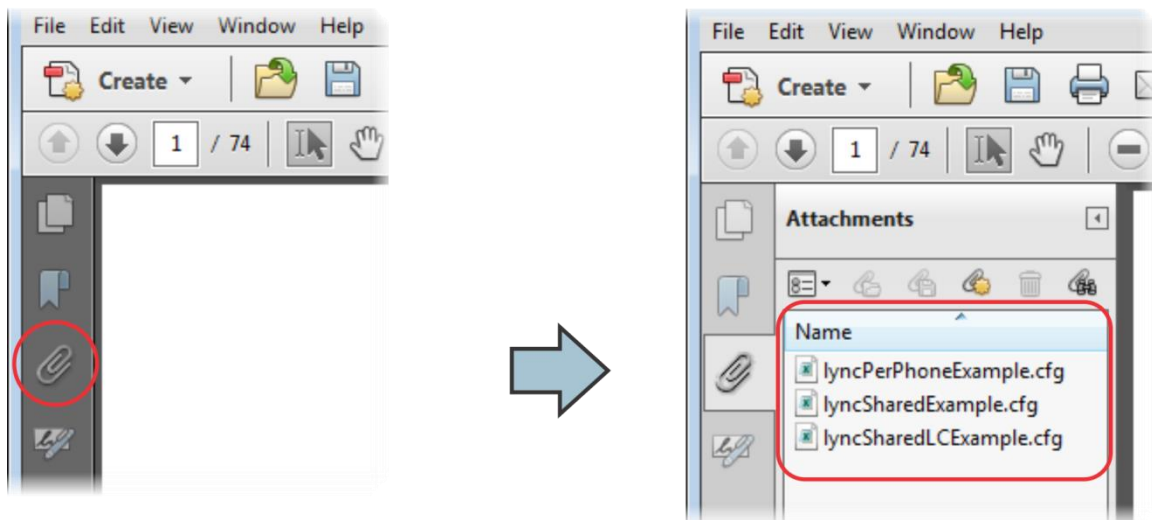 File Edit View Window Help
Create
1 / 74
File Edit View Window Help
Create
1 / 74
Attachments
Name
lyncPerPhoneExample.cfg
lyncSharedExample.cfg
lyncSharedLCExample.cfg